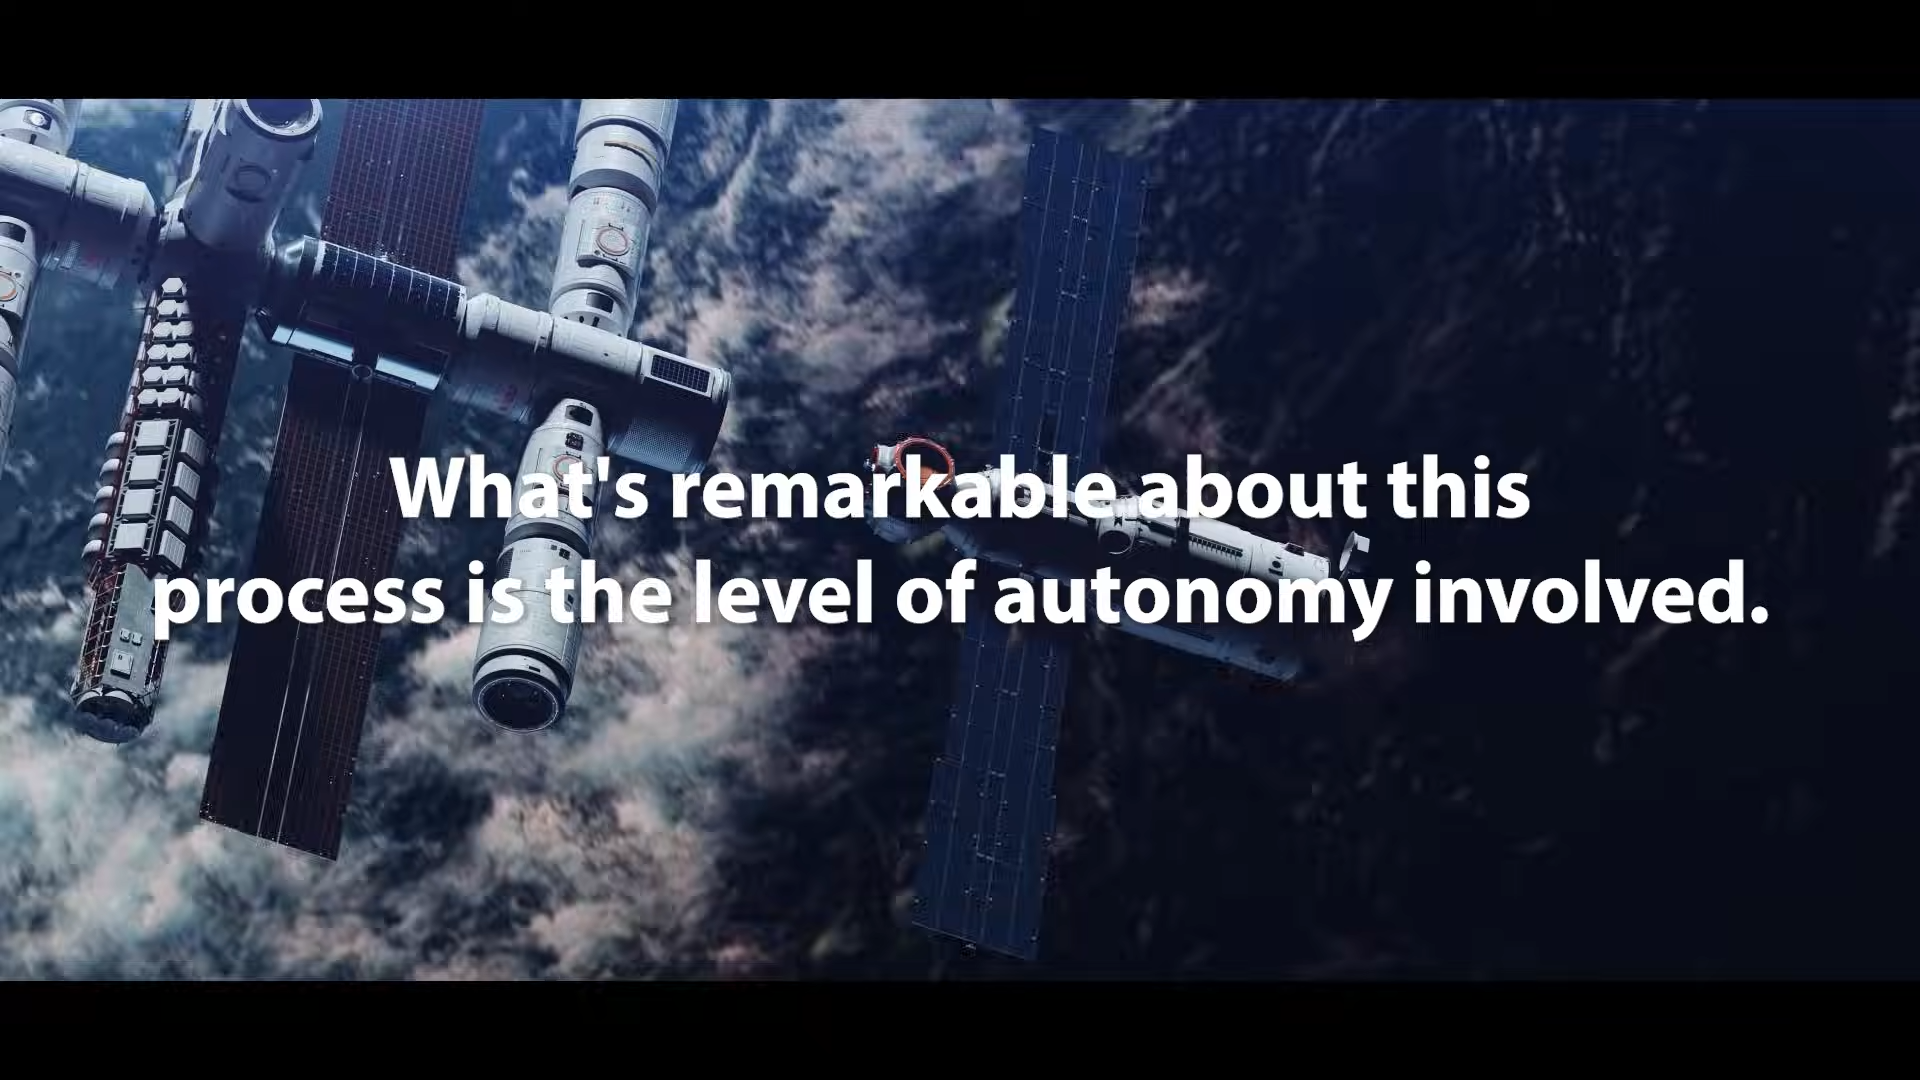 What's remarkable about this
process is the level of autonomy involved.